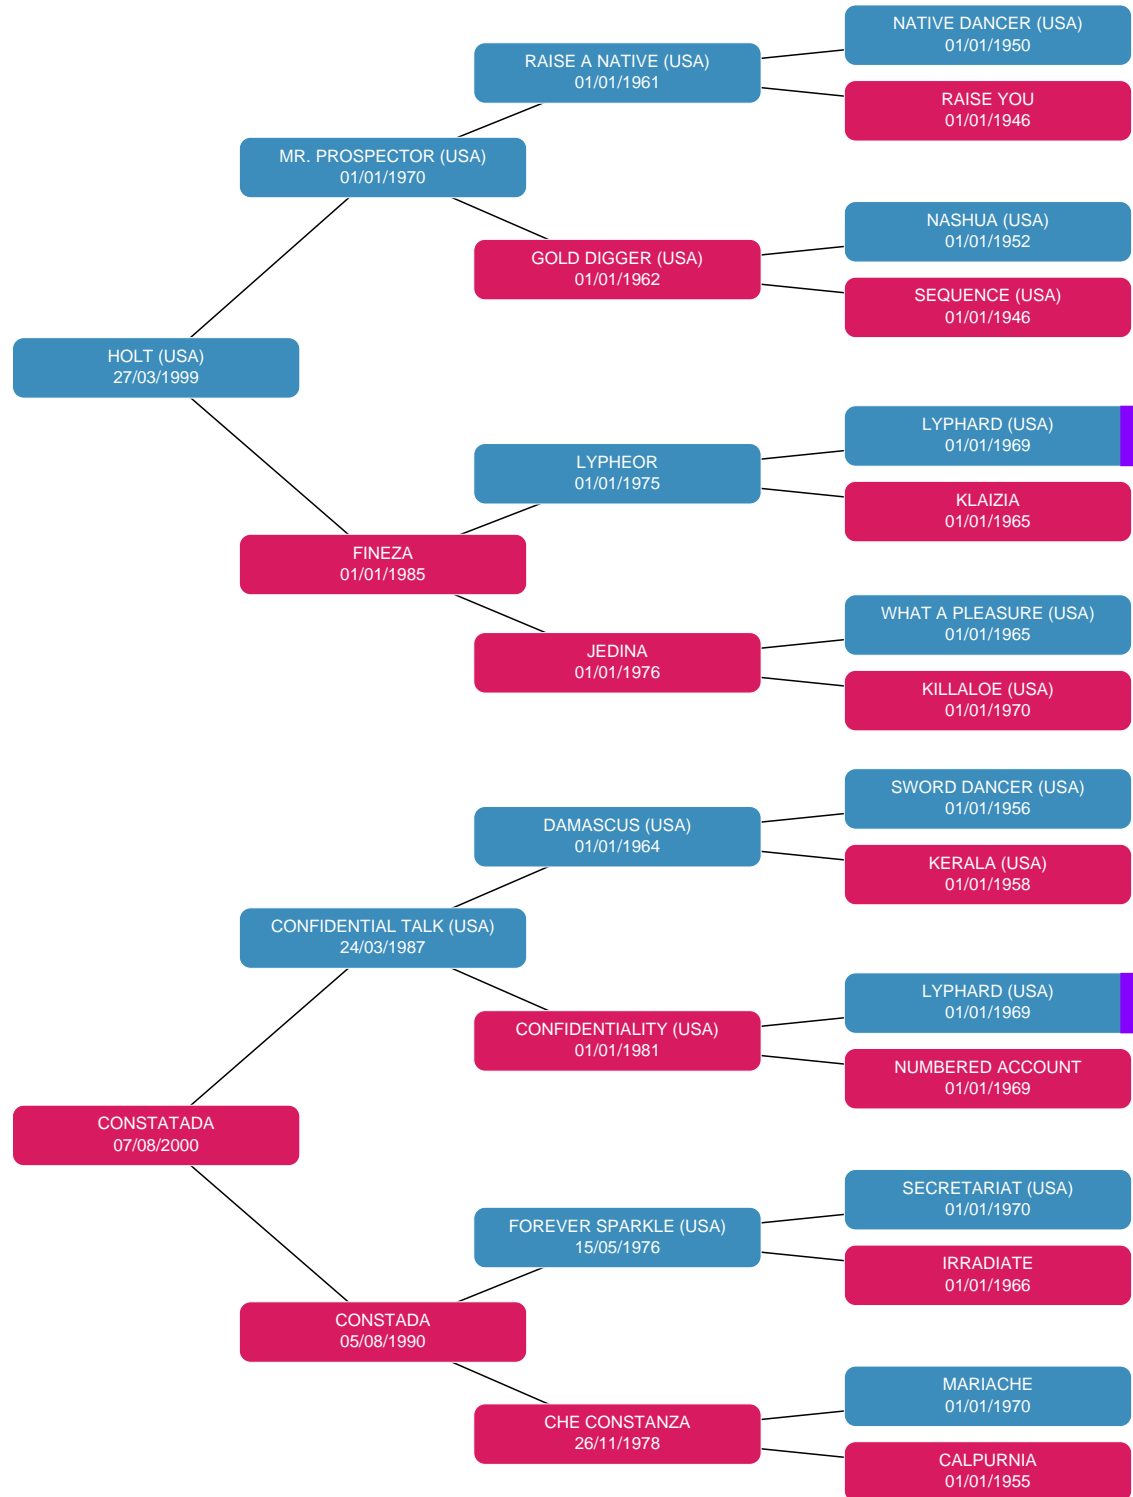 NATIVE DANCER (USA)
01/01/1950
RAISE A NATIVE (USA)
01/01/1961
RAISE YOU
01/01/1946
MR. PROSPECTOR (USA)
01/01/1970
NASHUA (USA)
01/01/1952
GOLD DIGGER (USA)
01/01/1962
SEQUENCE (USA)
01/01/1946
HOLT (USA)
27/03/1999
LYPHARD (USA)
01/01/1969
LYPHEOR
01/01/1975
KLAIZIA
01/01/1965
FINEZA
01/01/1985
WHAT A PLEASURE (USA)
01/01/1965
JEDINA
01/01/1976
KILLALOE (USA)
01/01/1970
SWORD DANCER (USA)
01/01/1956
DAMASCUS (USA)
01/01/1964
KERALA (USA)
01/01/1958
CONFIDENTIAL TALK (USA)
24/03/1987
LYPHARD (USA)
01/01/1969
CONFIDENTIALITY (USA)
01/01/1981
NUMBERED ACCOUNT
01/01/1969
CONSTATADA
07/08/2000
SECRETARIAT (USA)
01/01/1970
FOREVER SPARKLE (USA)
15/05/1976
IRRADIATE
01/01/1966
CONSTADA
05/08/1990
MARIACHE
01/01/1970
CHE CONSTANZA
26/11/1978
CALPURNIA
01/01/1955